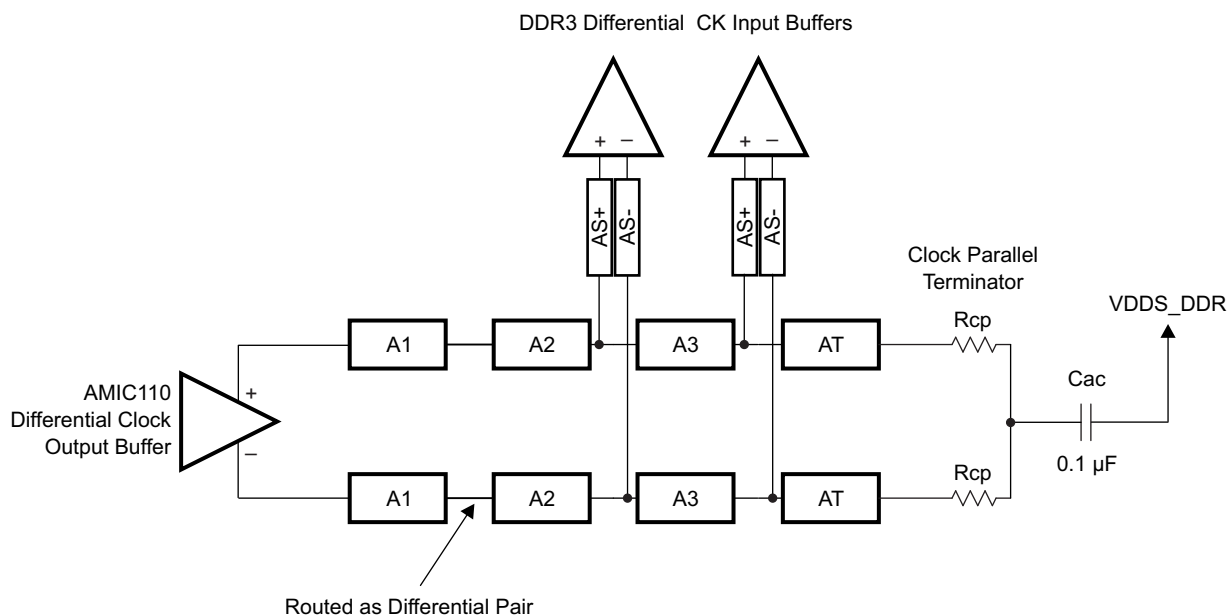 DDR3 Differential CK Input Buffers
+ – + –
AS+ AS- AS+ AS-
Clock Parallel
Terminator
VDDS_DDR
A1 A2 A3 AT Rcp
AMIC110
Differential Clock
Output Buffer
+
–
Cac
0.1 µF
A1 A2 A3 AT Rcp
Routed as Differential Pair